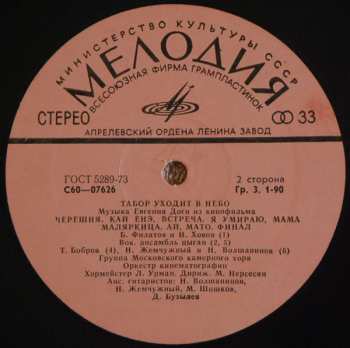 МИНИСТЕРСТВО КУЛЬТУРЫ СССР
МЕЛОДИЯ
ВСЕСОЮЗНАЯ ФИРМА ГРАМПЛАСТИНОК
СТЕРЕО
33
АПРЕЛЕВСКИЙ ОРДЕНА ЛЕНИНА ЗАВОД
ГОСТ 5289-73
С60—07626
2 сторона
Гр. 3. 1-90
ТАБОР УХОДИТ В НЕБО
Музыка Евгения Доги из кинофильма
ЧЕРЕШНЯ, КАЙ ЕНЭ, ВСТРЕЧА, Я УМИРАЮ, МАМА
МАЛЯРКИЦА, АЙ, МАТО, ФИНАЛ
Б. Филатов и Н. Ховов (1)
Вок. ансамбль цыган (2, 5)
Т. Бобров (4), Н. Жемчужный и Н. Волшанинов (6)
Группа Московского камерного хора
Оркестр кинематографии
Хормейстер Л. Урман. Дириж. М. Нерсесян
Анс. гитаристов: Н. Волшанинов,
Н. Жемчужный, М. Шошков,
Д. Бузылев